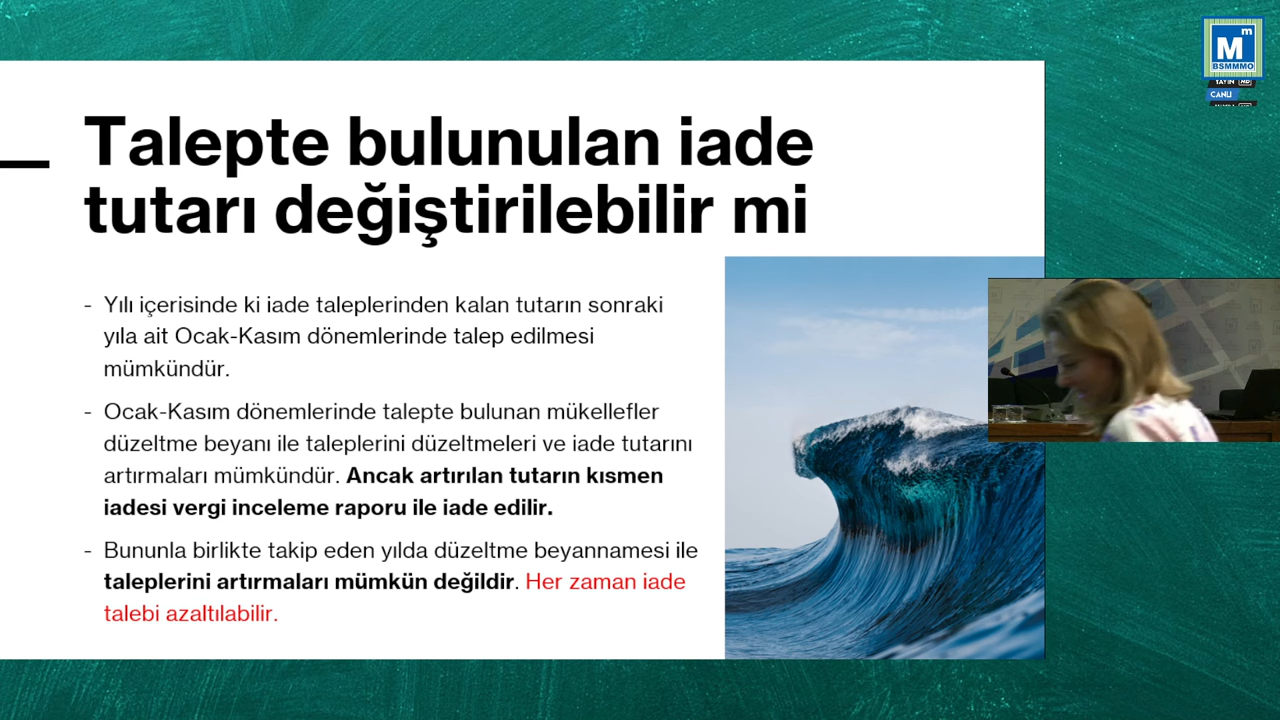 Talepte bulunulan iade
tutarı değiştirilebilir mi
- Yılı içerisinde ki iade taleplerinden kalan tutarın sonraki
yıla ait Ocak-Kasım dönemlerinde talep edilmesi
mümkündür.
- Ocak-Kasım dönemlerinde talepte bulunan mükellefler
düzeltme beyanı ile taleplerini düzeltmeleri ve iade tutarını
artırmaları mümkündür. Ancak artırılan tutarın kısmen
iadesi vergi inceleme raporu ile iade edilir.
- Bununla birlikte takip eden yılda düzeltme beyannamesi ile
taleplerini artırmaları mümkün değildir. Her zaman iade
talebi azaltılabilir.
Mm
BSMMMO
YAYIN HD
CANLI